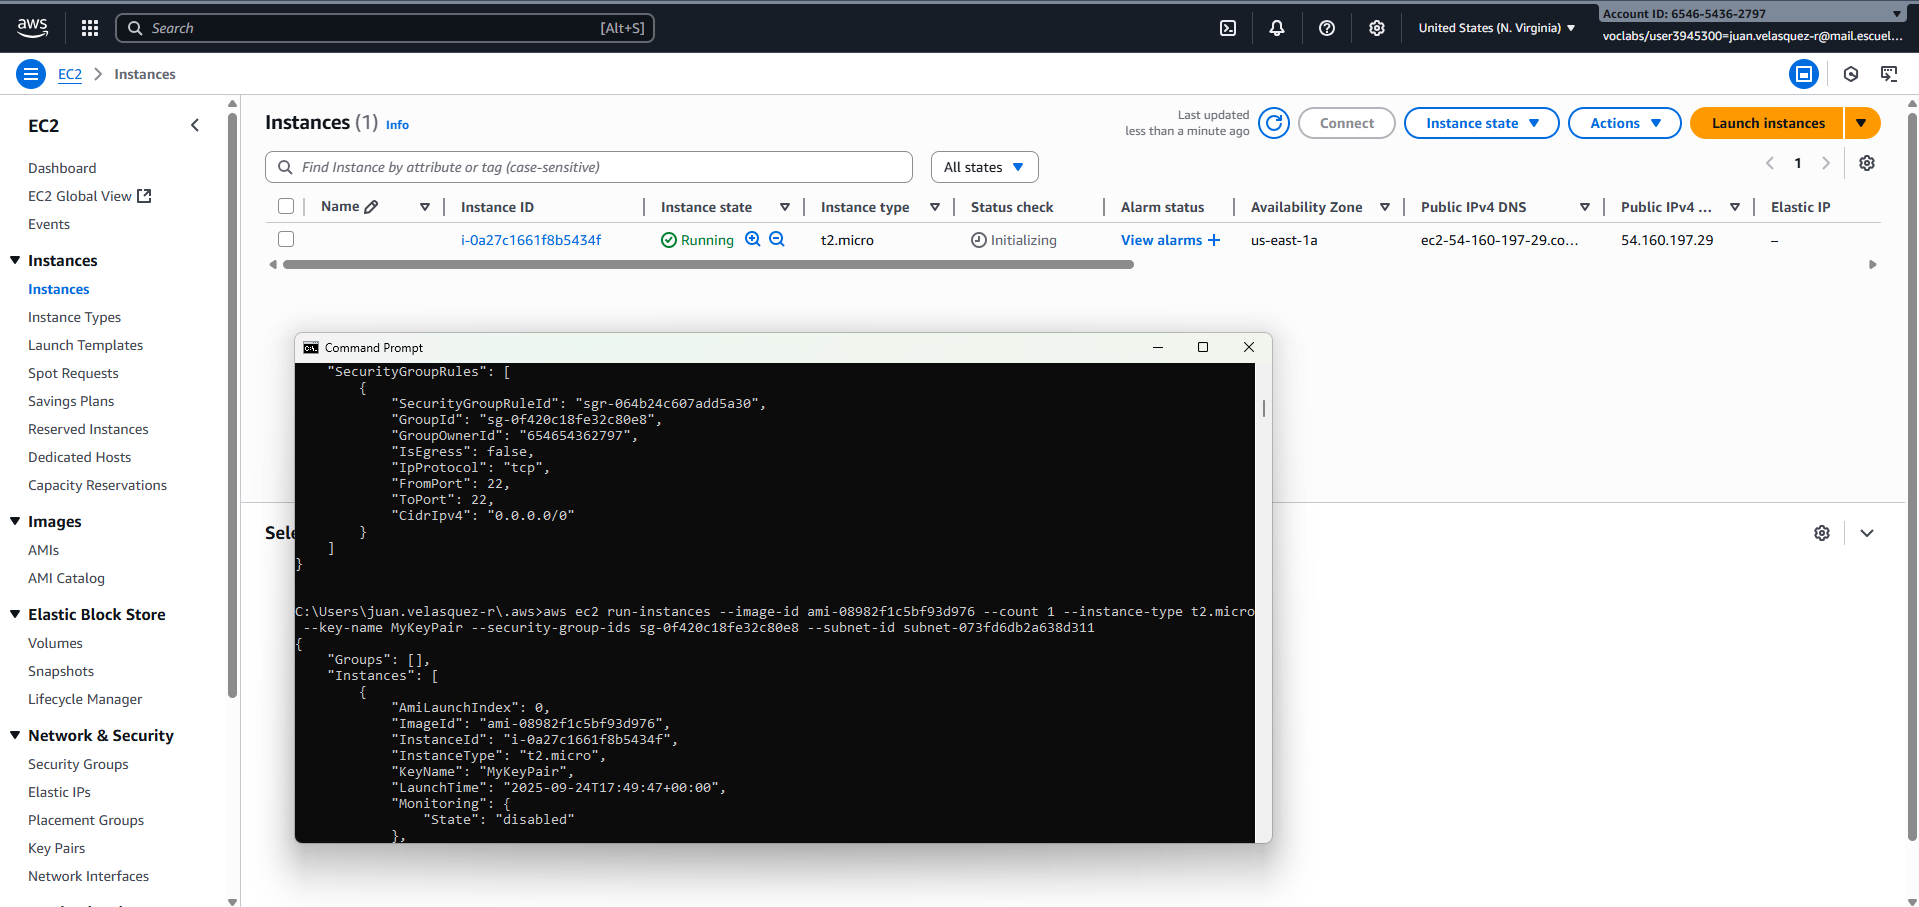 aws
Search
[Alt+S]
United States (N. Virginia)
Account ID: 6546-5436-2797
voclabs/user3945300=juan.velasquez-r@mail.escuel...
EC2
Instances
EC2
Dashboard
EC2 Global View
Events
Instances
Instances
Instance Types
Launch Templates
Spot Requests
Savings Plans
Reserved Instances
Dedicated Hosts
Capacity Reservations
Images
AMIs
AMI Catalog
Elastic Block Store
Volumes
Snapshots
Lifecycle Manager
Network & Security
Security Groups
Elastic IPs
Placement Groups
Key Pairs
Network Interfaces
Instances (1) Info
Last updated
less than a minute ago
Connect
Instance state
Actions
Launch instances
Find Instance by attribute or tag (case-sensitive)
All states
1
Name Instance ID Instance state Instance type Status check Alarm status Availability Zone Public IPv4 DNS Public IPv4 ... Elastic IP
i-0a27c1661f8b5434f Running t2.micro Initializing View alarms + us-east-1a ec2-54-160-197-29.co... 54.160.197.29 –
Command Prompt
"SecurityGroupRules": [
{
"SecurityGroupRuleId": "sgr-064b24c607add5a30",
"GroupId": "sg-0f420c18fe32c80e8",
"GroupOwnerId": "654654362797",
"IsEgress": false,
"IpProtocol": "tcp",
"FromPort": 22,
"ToPort": 22,
"CidrIpv4": "0.0.0.0/0"
}
]
}
C:\Users\juan.velasquez-r\.aws>aws ec2 run-instances --image-id ami-08982f1c5bf93d976 --count 1 --instance-type t2.micro
--key-name MyKeyPair --security-group-ids sg-0f420c18fe32c80e8 --subnet-id subnet-073fd6db2a638d311
{
"Groups": [],
"Instances": [
{
"AmiLaunchIndex": 0,
"ImageId": "ami-08982f1c5bf93d976",
"InstanceId": "i-0a27c1661f8b5434f",
"InstanceType": "t2.micro",
"KeyName": "MyKeyPair",
"LaunchTime": "2025-09-24T17:49:47+00:00",
"Monitoring": {
"State": "disabled"
},